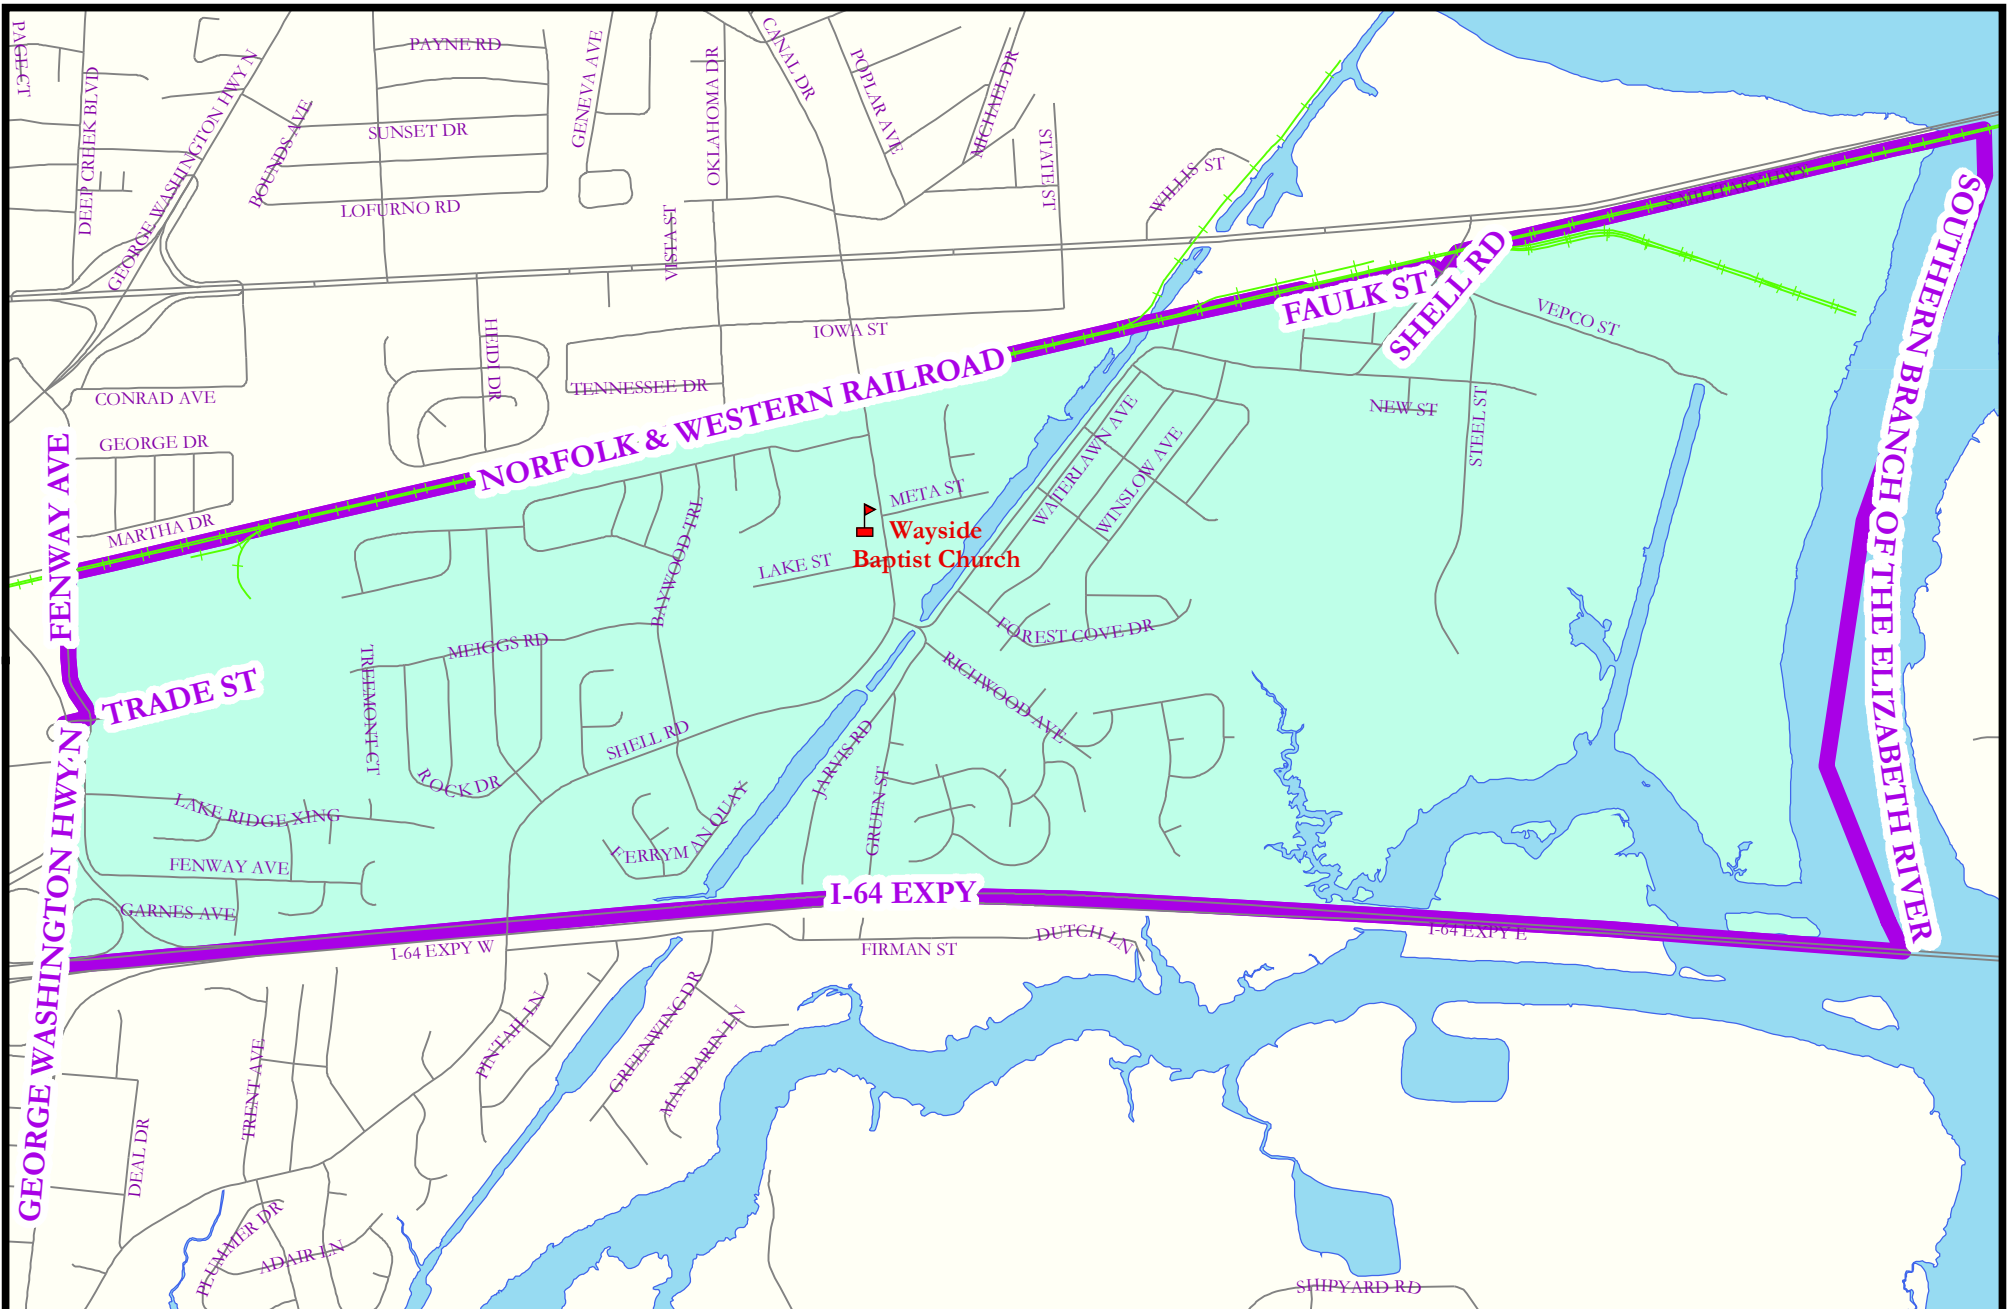 PAGE CT
DEEP CREEK BLVD
GEORGE WASHINGTON HWY N
BOUNDS AVE
PAYNE RD
SUNSET DR
LOFURNO RD
GENEVA AVE
OKLAHOMA DR
VISTA ST
CANAL DR
POPLAR AVE
MICHAEL DR
STATE ST
WILLIS ST
S MILITARY HWY
SOUTHERN BRANCH OF THE ELIZABETH RIVER
SHELL RD
FAULK ST
VEPCO ST
IOWA ST
HEIDI DR
TENNESSEE DR
CONRAD AVE
GEORGE DR
MARTHA DR
FENWAY AVE
NORFOLK & WESTERN RAILROAD
NEW ST
STEEL ST
WATERLAWN AVE
WINSLOW AVE
META ST
Wayside
Baptist Church
LAKE ST
BAYWOOD TRL
FOREST COVE DR
MEIGGS RD
TREEMONT CT
TRADE ST
RICHWOOD AVE
SHELL RD
JARVIS RD
GRUEN ST
ROCK DR
LAKE RIDGE XING
FERRYMAN QUAY
FENWAY AVE
GARNES AVE
I-64 EXPY
I-64 EXPY W
I-64 EXPY E
FIRMAN ST
DUTCH LN
GEORGE WASHINGTON HWY N
PINTAIL LN
GREENWING DR
MANDARIN LN
TRENT AVE
DEAL DR
PLUMMER DR
ADAIR LN
SHIPYARD RD